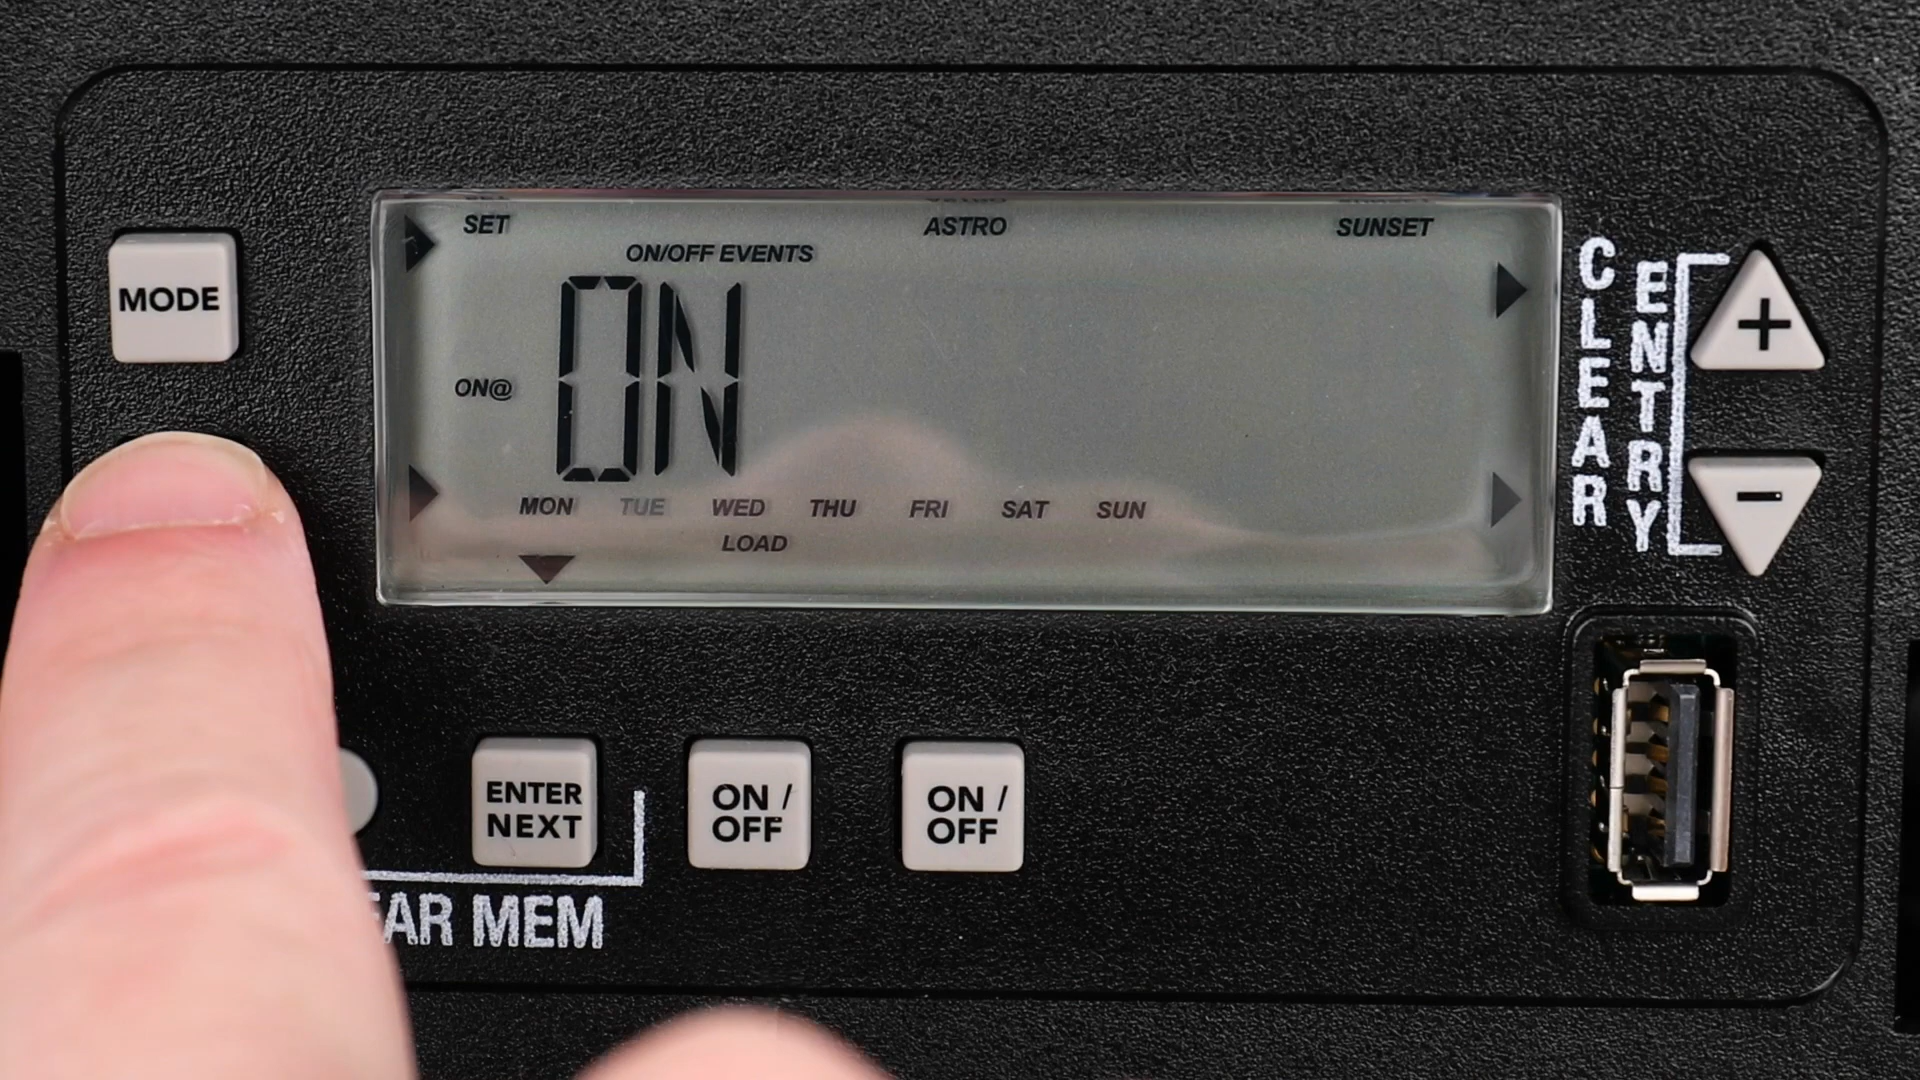 MODE
SET ASTRO SUNSET
ON/OFF EVENTS
ON@ ON
MON TUE WED THU FRI SAT SUN
LOAD
CLEAR
ENTRY
+
-
ENTER
NEXT
ON /
OFF
ON /
OFF
MEM